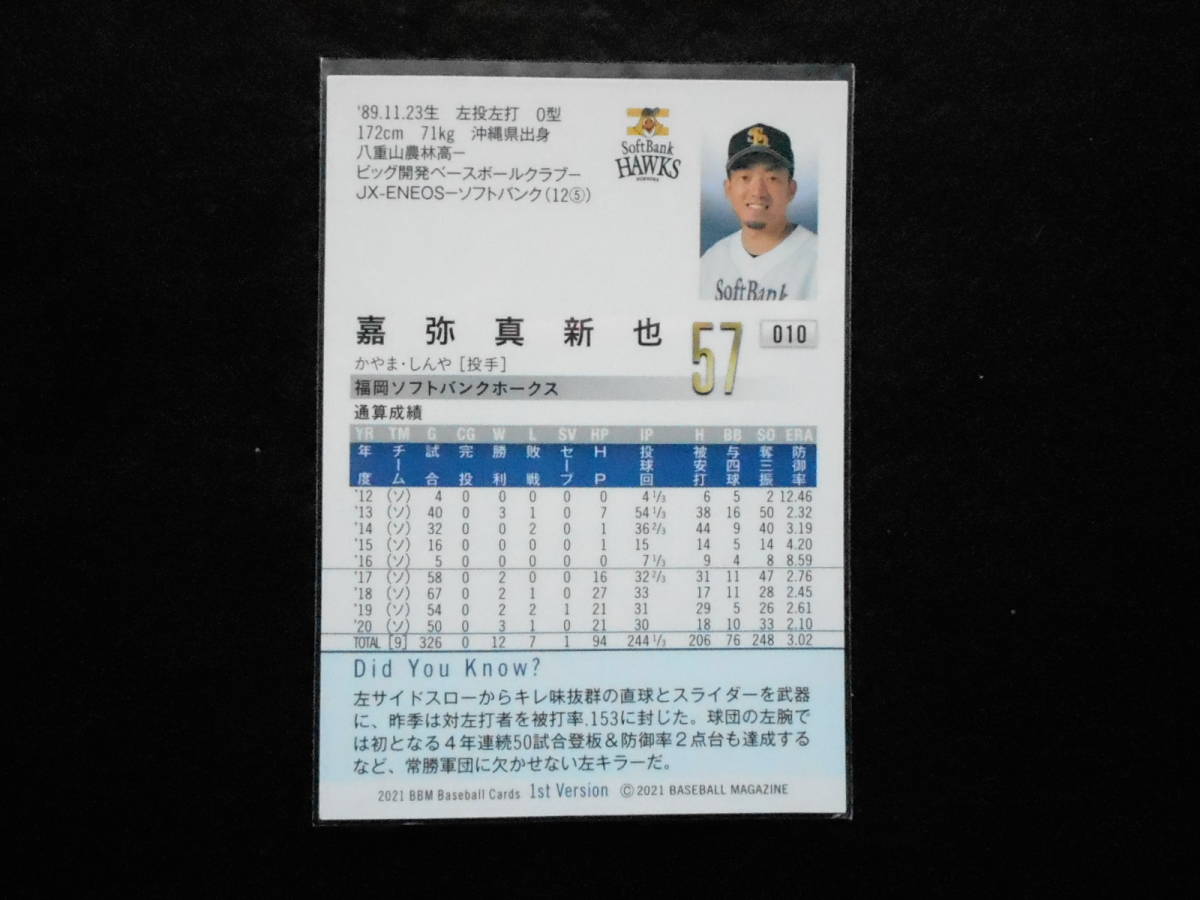 '89.11.23生 左投左打 O型
172cm 71kg 沖縄県出身
八重山農林高ー
ビッグ開発ベースボールクラブー
JX-ENEOSーソフトバンク(12⑤)
SoftBank
HAWKS
SoftBank
嘉弥真新也
57
010
かやま・しんや [投手]
福岡ソフトバンクホークス
通算成績
YR TM G CG W L SV HP IP H BB SO ERA
年度 チーム 試合 完投 勝利 敗戦 セーブ HP 投球回 被安打 与四球 奪三振 防御率
'12 (ソ) 4 0 0 0 0 0 4 1/3 6 5 2 12.46
'13 (ソ) 40 0 3 1 0 7 54 1/3 38 16 50 2.32
'14 (ソ) 32 0 0 2 0 1 36 2/3 44 9 40 3.19
'15 (ソ) 16 0 0 0 0 1 15 14 5 14 4.20
'16 (ソ) 5 0 0 0 0 0 7 1/3 9 4 8 8.59
'17 (ソ) 58 0 2 0 0 16 32 2/3 31 11 47 2.76
'18 (ソ) 67 0 2 1 0 27 33 17 11 28 2.45
'19 (ソ) 54 0 2 2 1 21 31 29 5 26 2.61
'20 (ソ) 50 0 3 1 0 21 30 18 10 33 2.10
TOTAL [9] 326 0 12 7 1 94 244 1/3 206 76 248 3.02
Did You Know?
左サイドスローからキレ味抜群の直球とスライダーを武器
に、昨季は対左打者を被打率.153に封じた。球団の左腕で
は初となる4年連続50試合登板&防御率2点台も達成する
など、常勝軍団に欠かせない左キラーだ。
2021 BBM Baseball Cards 1st Version ©2021 BASEBALL MAGAZINE